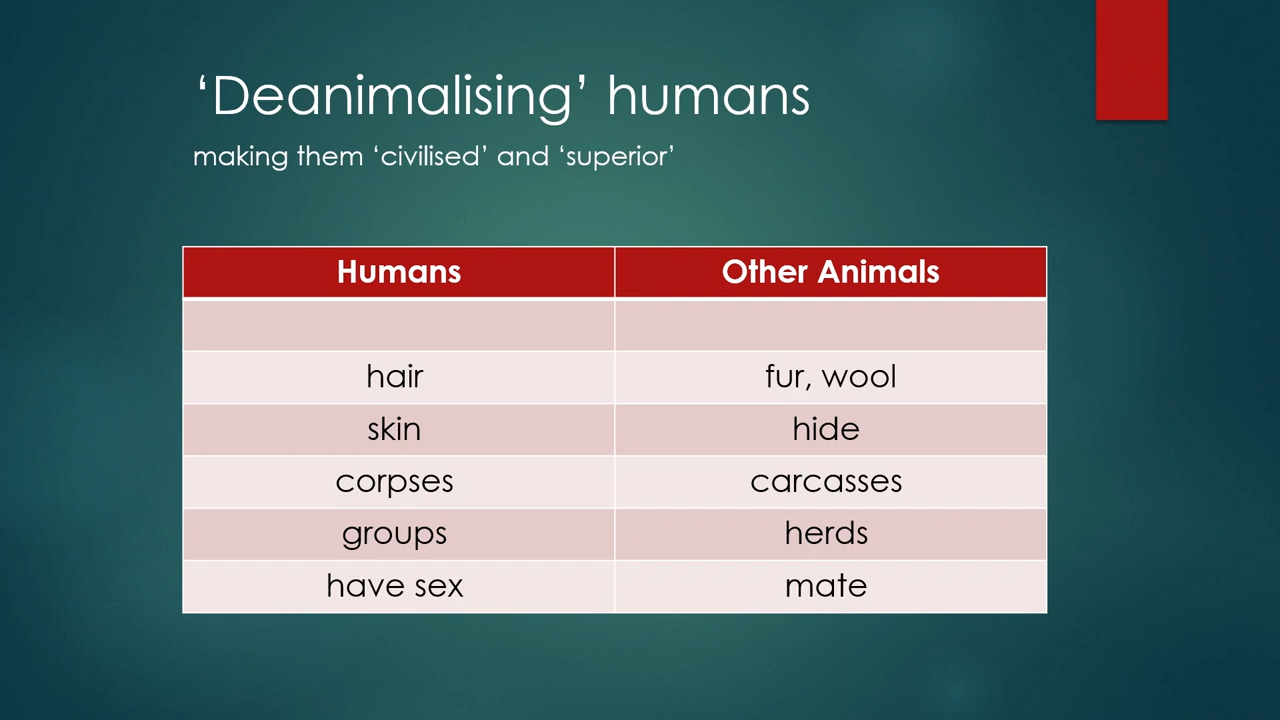 ‘Deanimalising’ humans
making them ‘civilised’ and ‘superior’
Humans Other Animals
hair fur, wool
skin hide
corpses carcasses
groups herds
have sex mate